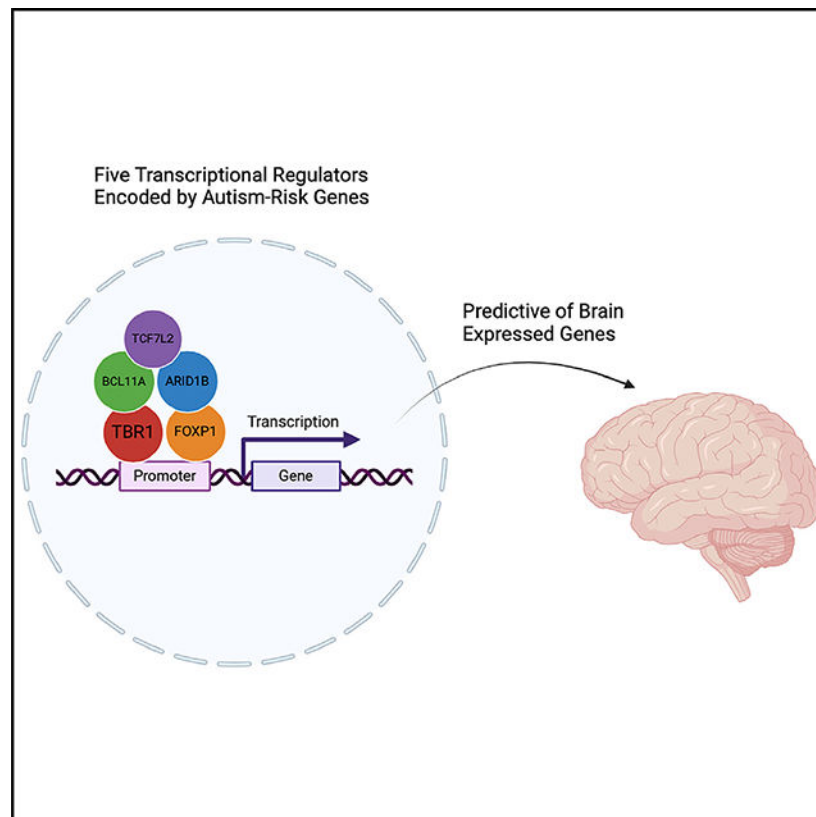 Five Transcriptional Regulators
Encoded by Autism-Risk Genes
TCF7L2
BCL11A
ARID1B
TBR1
FOXP1
Transcription
Promoter
Gene
Predictive of Brain
Expressed Genes